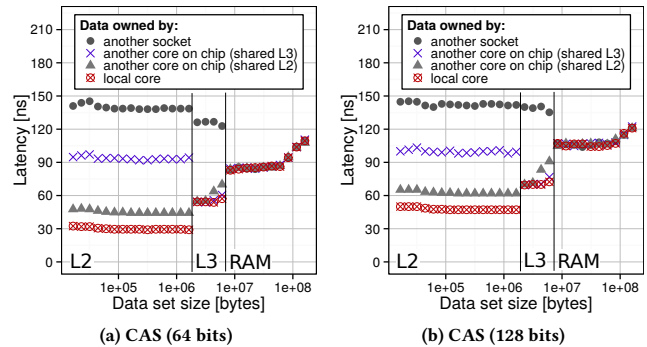 Data owned by:
another socket
another core on chip (shared L3)
another core on chip (shared L2)
local core
Latency [ns]
210
180
150
120
90
60
30
0
L2
L3
RAM
1e+05
1e+06
1e+07
1e+08
Data set size [bytes]
(a) CAS (64 bits)
Data owned by:
another socket
another core on chip (shared L3)
another core on chip (shared L2)
local core
Latency [ns]
210
180
150
120
90
60
30
0
L2
L3
RAM
1e+05
1e+06
1e+07
1e+08
Data set size [bytes]
(b) CAS (128 bits)